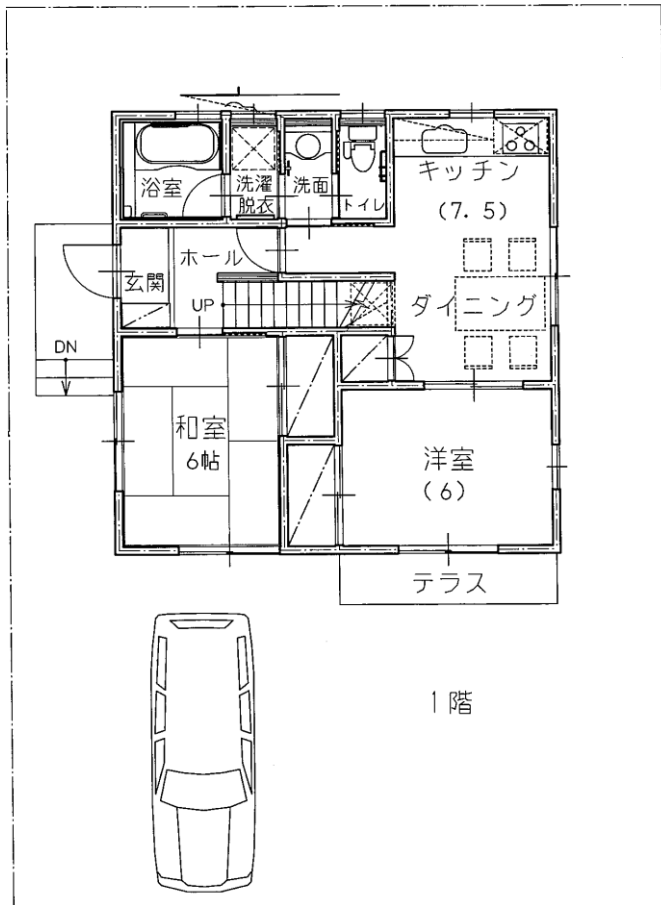 キッチン
(7.5)
浴室
洗濯
脱衣
洗面
トイレ
ホール
玄関
UP
ダイニング
DN
和室
6帖
洋室
(6)
テラス
1階